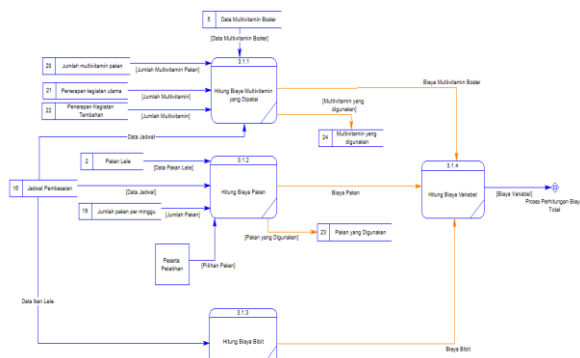 5 Data Multivitamin Boster
[Data Multivitamin Boster]
20 Jumlah multivitamin pakan
[Jumlah Multivitamin Pakan]
21 Penerapan kegiatan utama
[Jumlah Multivitamin]
22 Penerapan Kegiatan
Tambahan
[Jumlah Multivitamin]
3.1.1
Hitung Biaya Multivitamin
yang Dipakai
Biaya Multivitamin Boster
[Multivitamin yang
digunakan]
24 Multivitamin yang
digunakan
Data Jadwal
2 Pakan Lele
[Data Pakan Lele]
3.1.2
Hitung Biaya Pakan
Biaya Pakan
3.1.4
Hitung Biaya Variabel
[Biaya Variabel]
Proses Perhitungan Biay
Total
Jadwal Pembesaran
[Data Jadwal]
Jumlah pakan per minggu
[Jumlah Pakan]
23 Pakan yang Digunakan
[Pakan yang Digunakan]
Peserta
Pelatihan
[Pilihan Pakan]
Data Ikan Lele
3.1.3
Hitung Biaya Bibit
Biaya Bibit